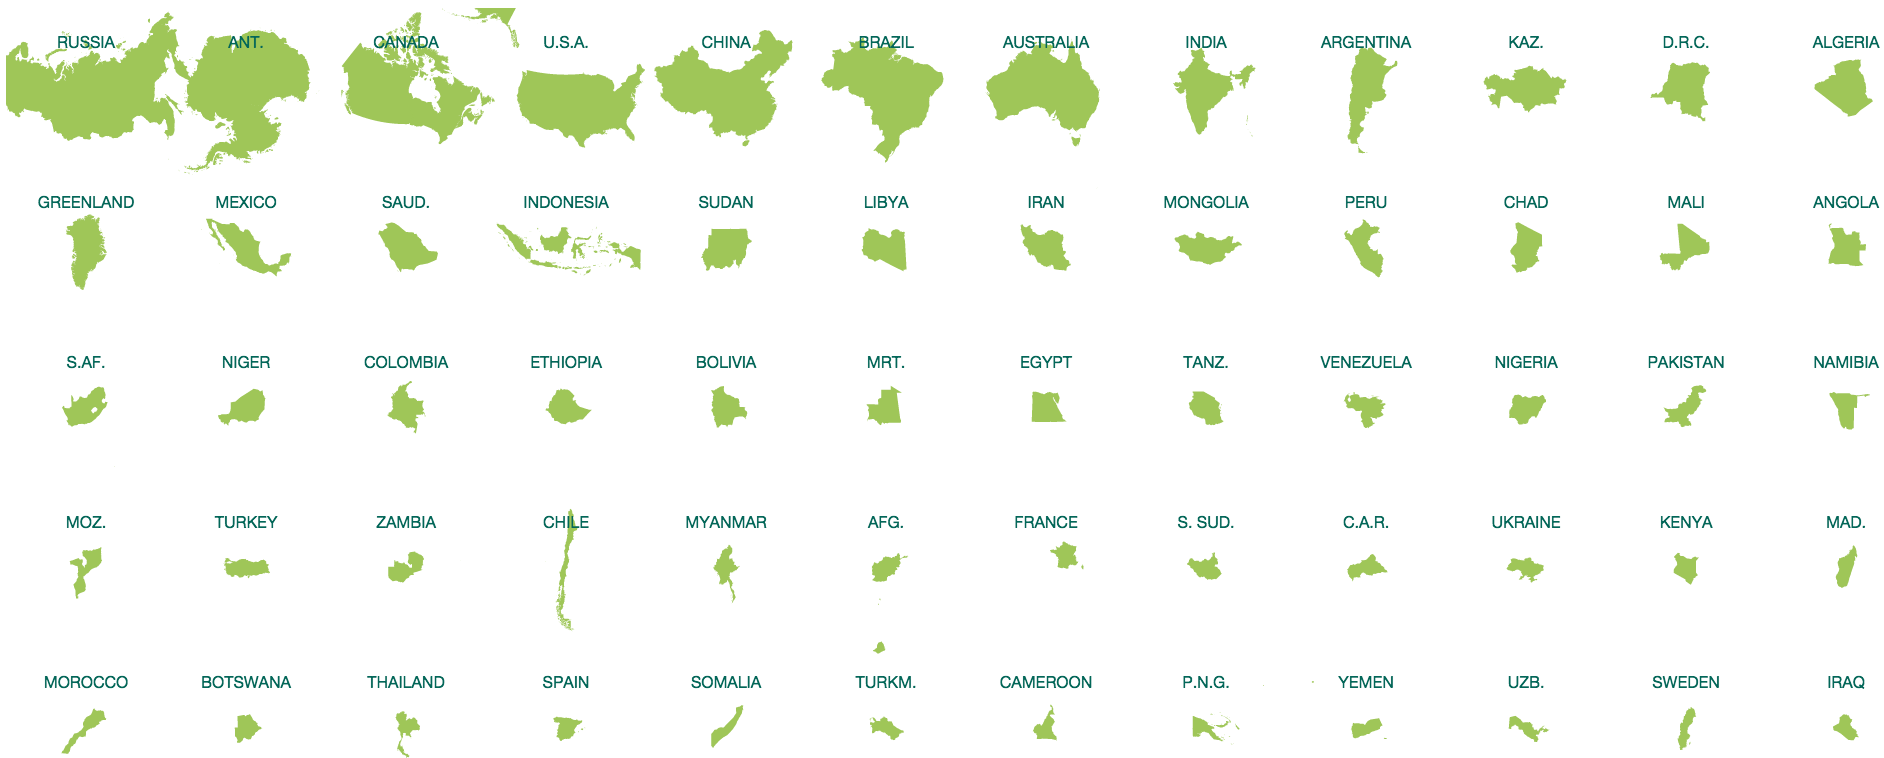 RUSSIA ANT. CANADA U.S.A. CHINA BRAZIL AUSTRALIA INDIA ARGENTINA KAZ. D.R.C. ALGERIA
GREENLAND MEXICO SAUD. INDONESIA SUDAN LIBYA IRAN MONGOLIA PERU CHAD MALI ANGOLA
S.AF. NIGER COLOMBIA ETHIOPIA BOLIVIA MRT. EGYPT TANZ. VENEZUELA NIGERIA PAKISTAN NAMIBIA
MOZ. TURKEY ZAMBIA CHILE MYANMAR AFG. FRANCE S. SUD. C.A.R. UKRAINE KENYA MAD.
MOROCCO BOTSWANA THAILAND SPAIN SOMALIA TURKM. CAMEROON P.N.G. YEMEN UZB. SWEDEN IRAQ